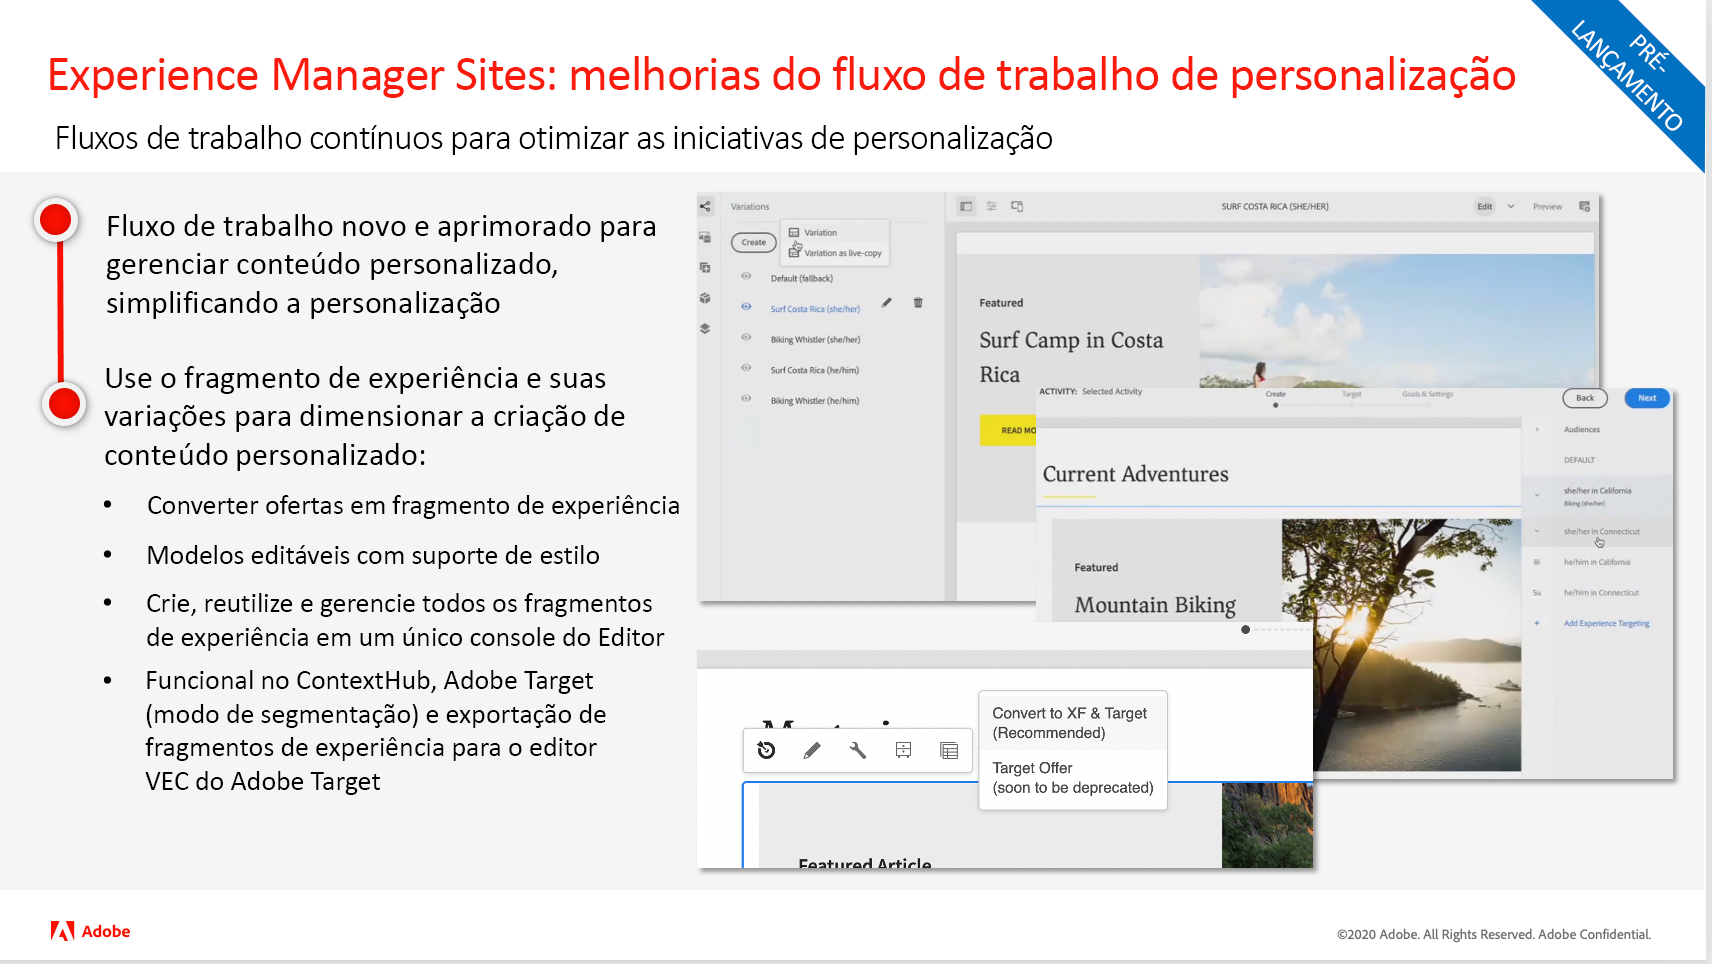 Experience Manager Sites: melhorias do fluxo de trabalho de personalização
PRÉ-
LANÇAMENTO
Fluxos de trabalho contínuos para otimizar as iniciativas de personalização
Fluxo de trabalho novo e aprimorado para
gerenciar conteúdo personalizado,
simplificando a personalização
Use o fragmento de experiência e suas
variações para dimensionar a criação de
conteúdo personalizado:
• Converter ofertas em fragmento de experiência
• Modelos editáveis com suporte de estilo
• Crie, reutilize e gerencie todos os fragmentos
de experiência em um único console do Editor
• Funcional no ContextHub, Adobe Target
(modo de segmentação) e exportação de
fragmentos de experiência para o editor
VEC do Adobe Target
Variations
Create
Variation
Variation as live-copy
Default (fallback)
Surf Costa Rica (she/her)
Biking Whistler (she/her)
Surf Costa Rica (he/him)
Biking Whistler (he/him)
SURF COSTA RICA (SHE/HER)
Edit
Preview
Featured
Surf Camp in Costa
Rica
READ MO
ACTIVITY: Selected Activity
Create
Target
Goals & Settings
Back
Next
Current Adventures
Featured
Mountain Biking
Audiences
DEFAULT
she/her in California
Biking (she/her)
she/her in Connecticut
Bi he/him in California
Su he/him in Connecticut
+ Add Experience Targeting
Convert to XF & Target
(Recommended)
Target Offer
(soon to be deprecated)
Featured Article
Adobe
©2020 Adobe. All Rights Reserved. Adobe Confidential.